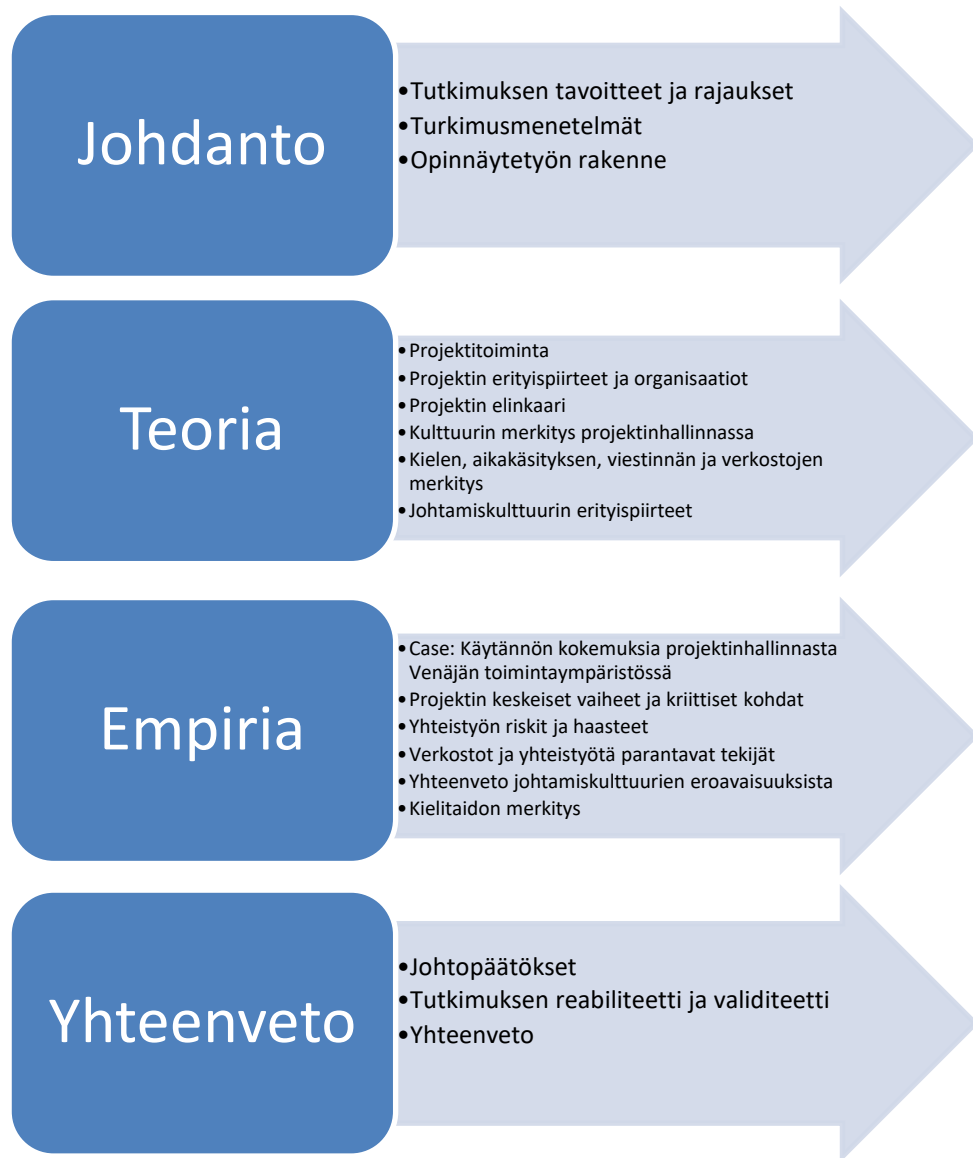 Johdanto
•Tutkimuksen tavoitteet ja rajaukset
•Turkimusmenetelmät
•Opinnäytetyön rakenne
Teoria
•Projektitoiminta
•Projektin erityispiirteet ja organisaatiot
•Projektin elinkaari
•Kulttuurin merkitys projektinhallinnassa
•Kielen, aikakäsityksen, viestinnän ja verkostojen
merkitys
•Johtamiskulttuurin erityispiirteet
Empiria
•Case: Käytännön kokemuksia projektinhallinnasta
Venäjän toimintaympäristössä
•Projektin keskeiset vaiheet ja kriittiset kohdat
•Yhteistyön riskit ja haasteet
•Verkostot ja yhteistyötä parantavat tekijät
•Yhteenveto johtamiskulttuurien eroavaisuuksista
•Kielitaidon merkitys
Yhteenveto
•Johtopäätökset
•Tutkimuksen reabiliteetti ja validiteetti
•Yhteenveto